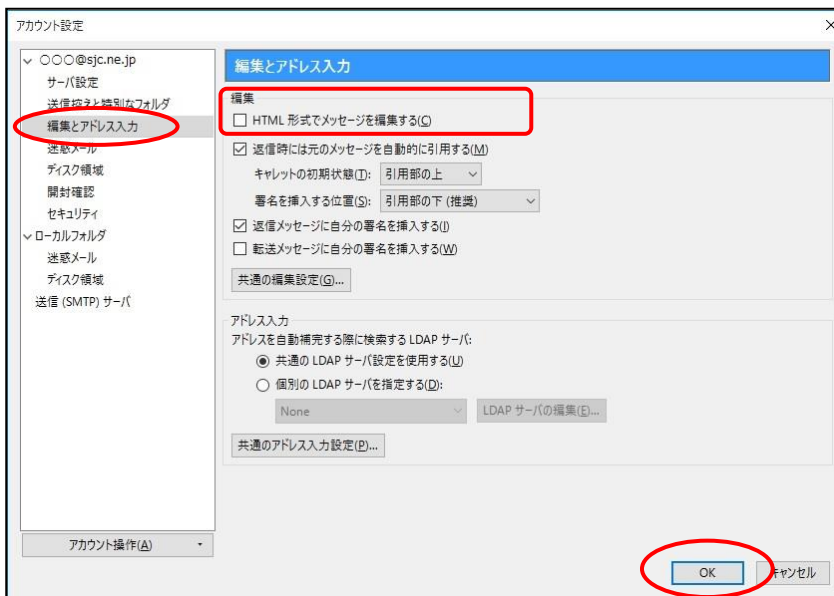 アカウント設定
○○○@sjc.ne.jp
サーバ設定
送信控えと特別なフォルダ
編集とアドレス入力
迷惑メール
ディスク領域
開封確認
セキュリティ
ローカルフォルダ
迷惑メール
ディスク領域
送信 (SMTP) サーバ
アカウント操作(A)
編集とアドレス入力
編集
HTML 形式でメッセージを編集する(C)
返信時には元のメッセージを自動的に引用する(M)
キャレットの初期状態(T): 引用部の上
署名を挿入する位置(S): 引用部の下 (推奨)
返信メッセージに自分の署名を挿入する(I)
転送メッセージに自分の署名を挿入する(W)
共通の編集設定(G)...
アドレス入力
アドレスを自動補完する際に検索する LDAP サーバ:
共通の LDAP サーバ設定を使用する(U)
個別の LDAP サーバを指定する(D):
None LDAP サーバの編集(E)...
共通のアドレス入力設定(P)...
OK キャンセル